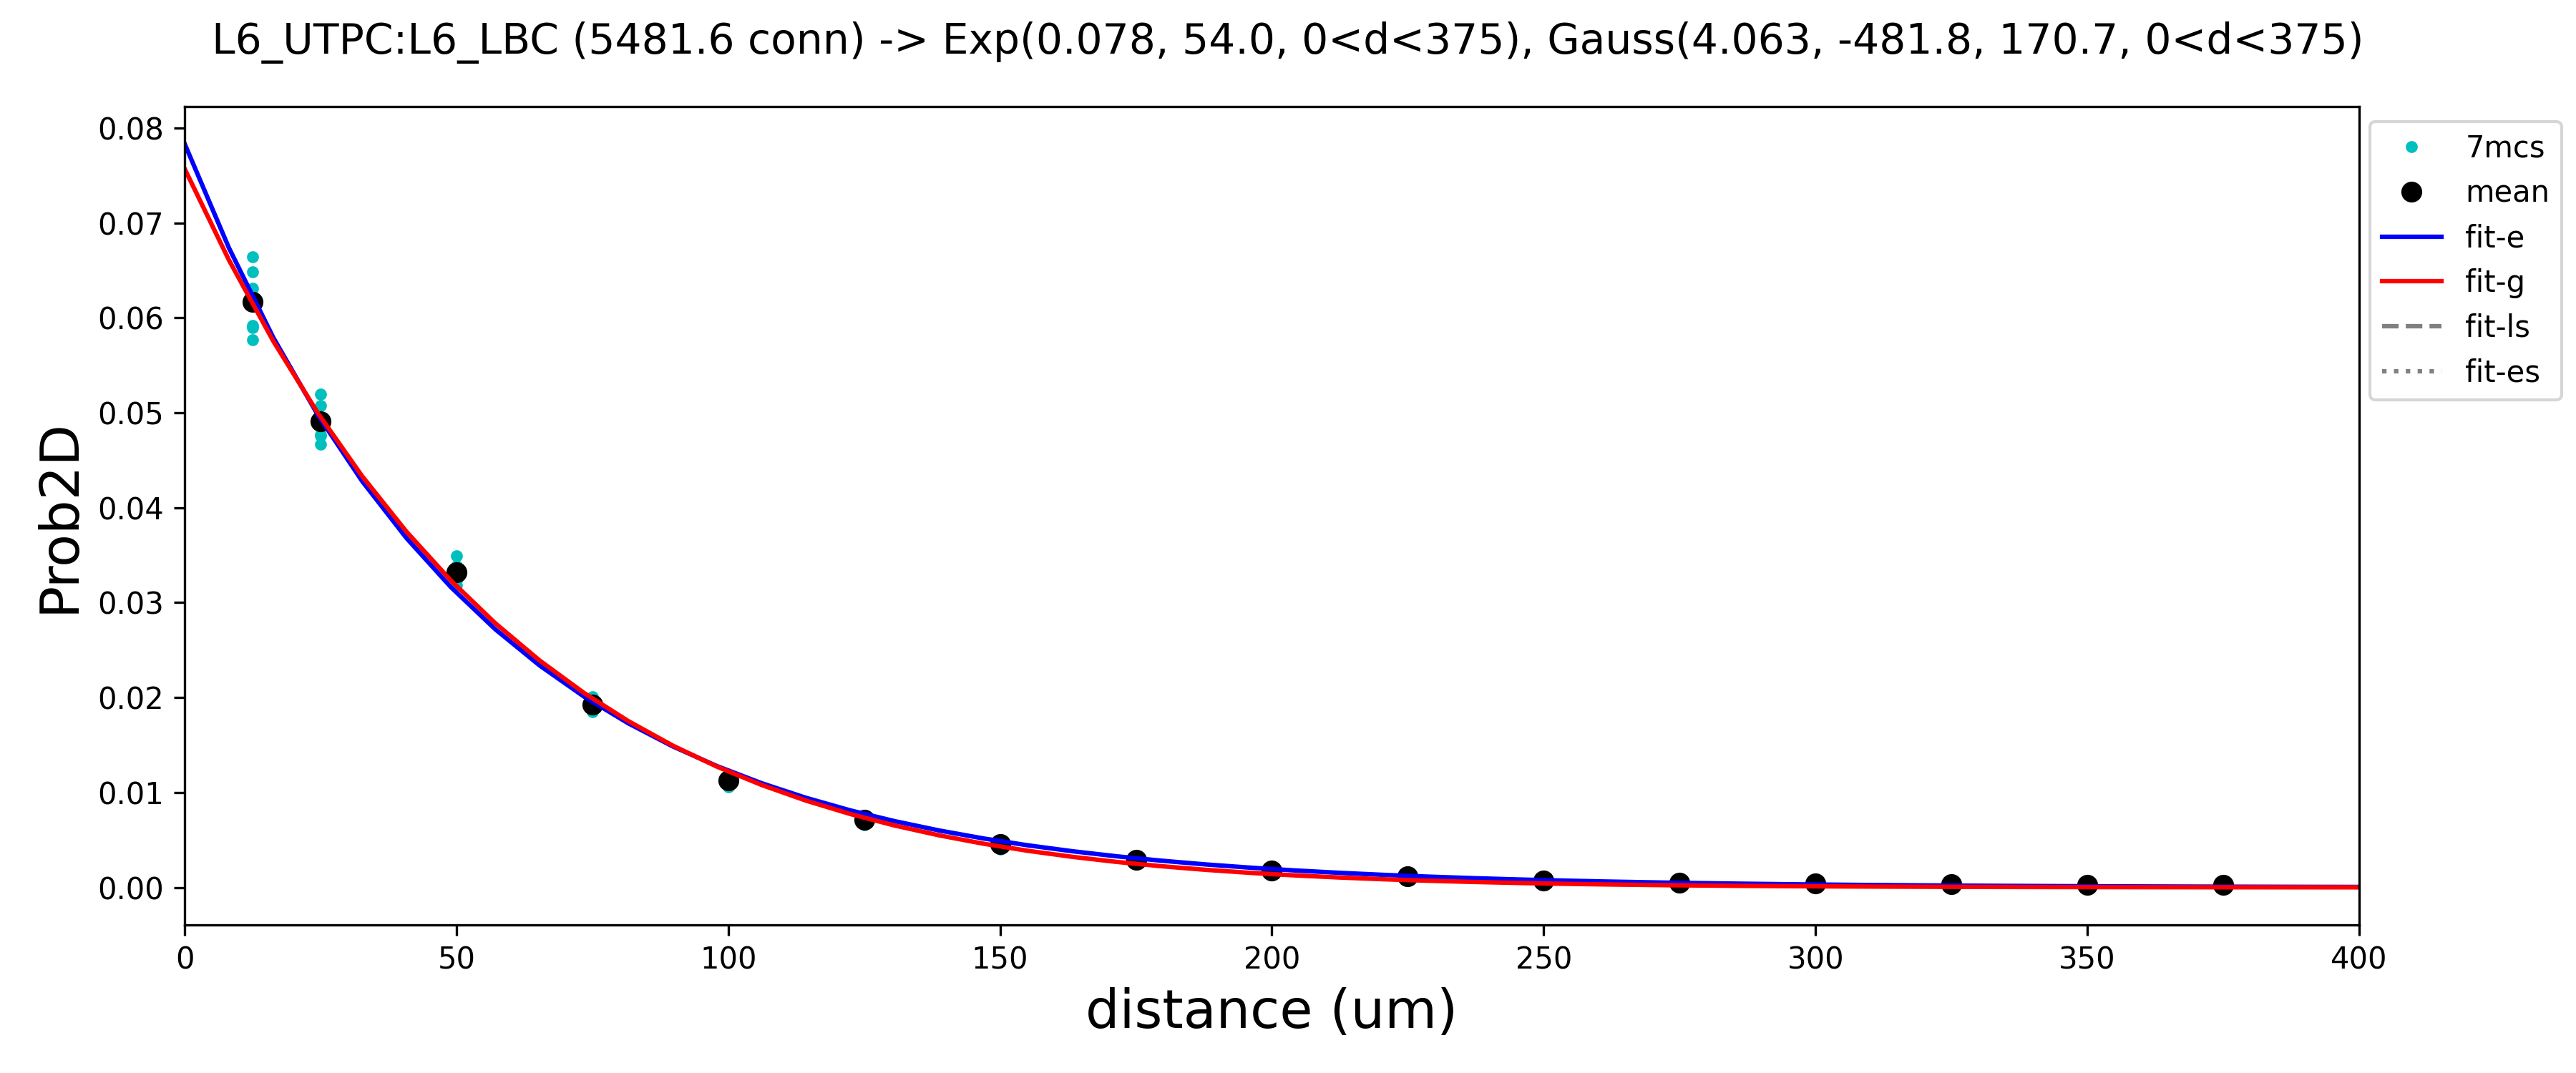 L6_UTPC:L6_LBC (5481.6 conn) -> Exp(0.078, 54.0, 0<d<375), Gauss(4.063, -481.8, 170.7, 0<d<375)
0.08
0.07
0.06
0.05
0.04
0.03
0.02
0.01
0.00
Prob2D
0 50 100 150 200 250 300 350 400
distance (um)
7mcs
mean
fit-e
fit-g
fit-ls
fit-es